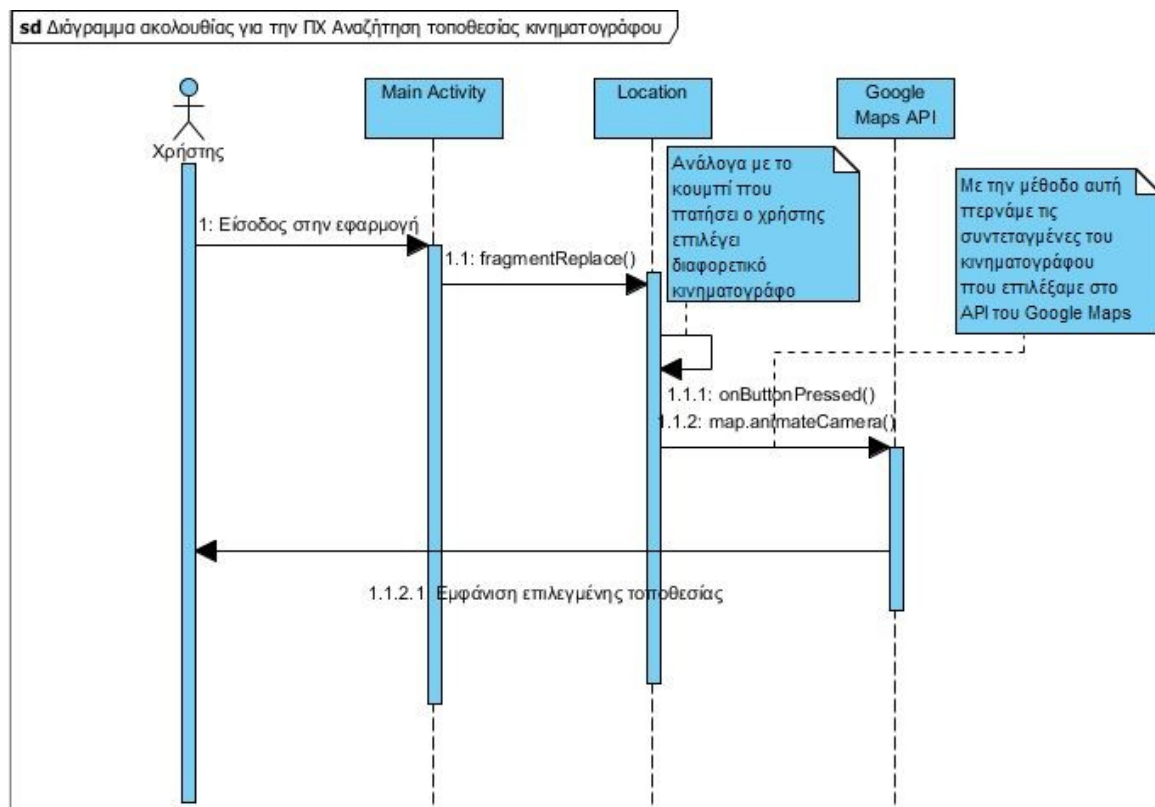 sd Διάγραμμα ακολουθίας για την ΠΧ Αναζήτηση τοποθεσίας κινηματογράφου
Χρήστης
Main Activity
Location
Google
Maps API
Ανάλογα με το
κουμπί που
πατήσει ο χρήστης
επιλέγει
διαφορετικό
κινηματογράφο
Με την μέθοδο αυτή
περνάμε τις
συντεταγμένες του
κινηματογράφου
που επιλέξαμε στο
API του Google Maps
1: Είσοδος στην εφαρμογή
1.1: fragmentReplace()
1.1.1: onButtonPressed()
1.1.2: map.animateCamera()
1.1.2.1: Εμφάνιση επιλεγμένης τοποθεσίας